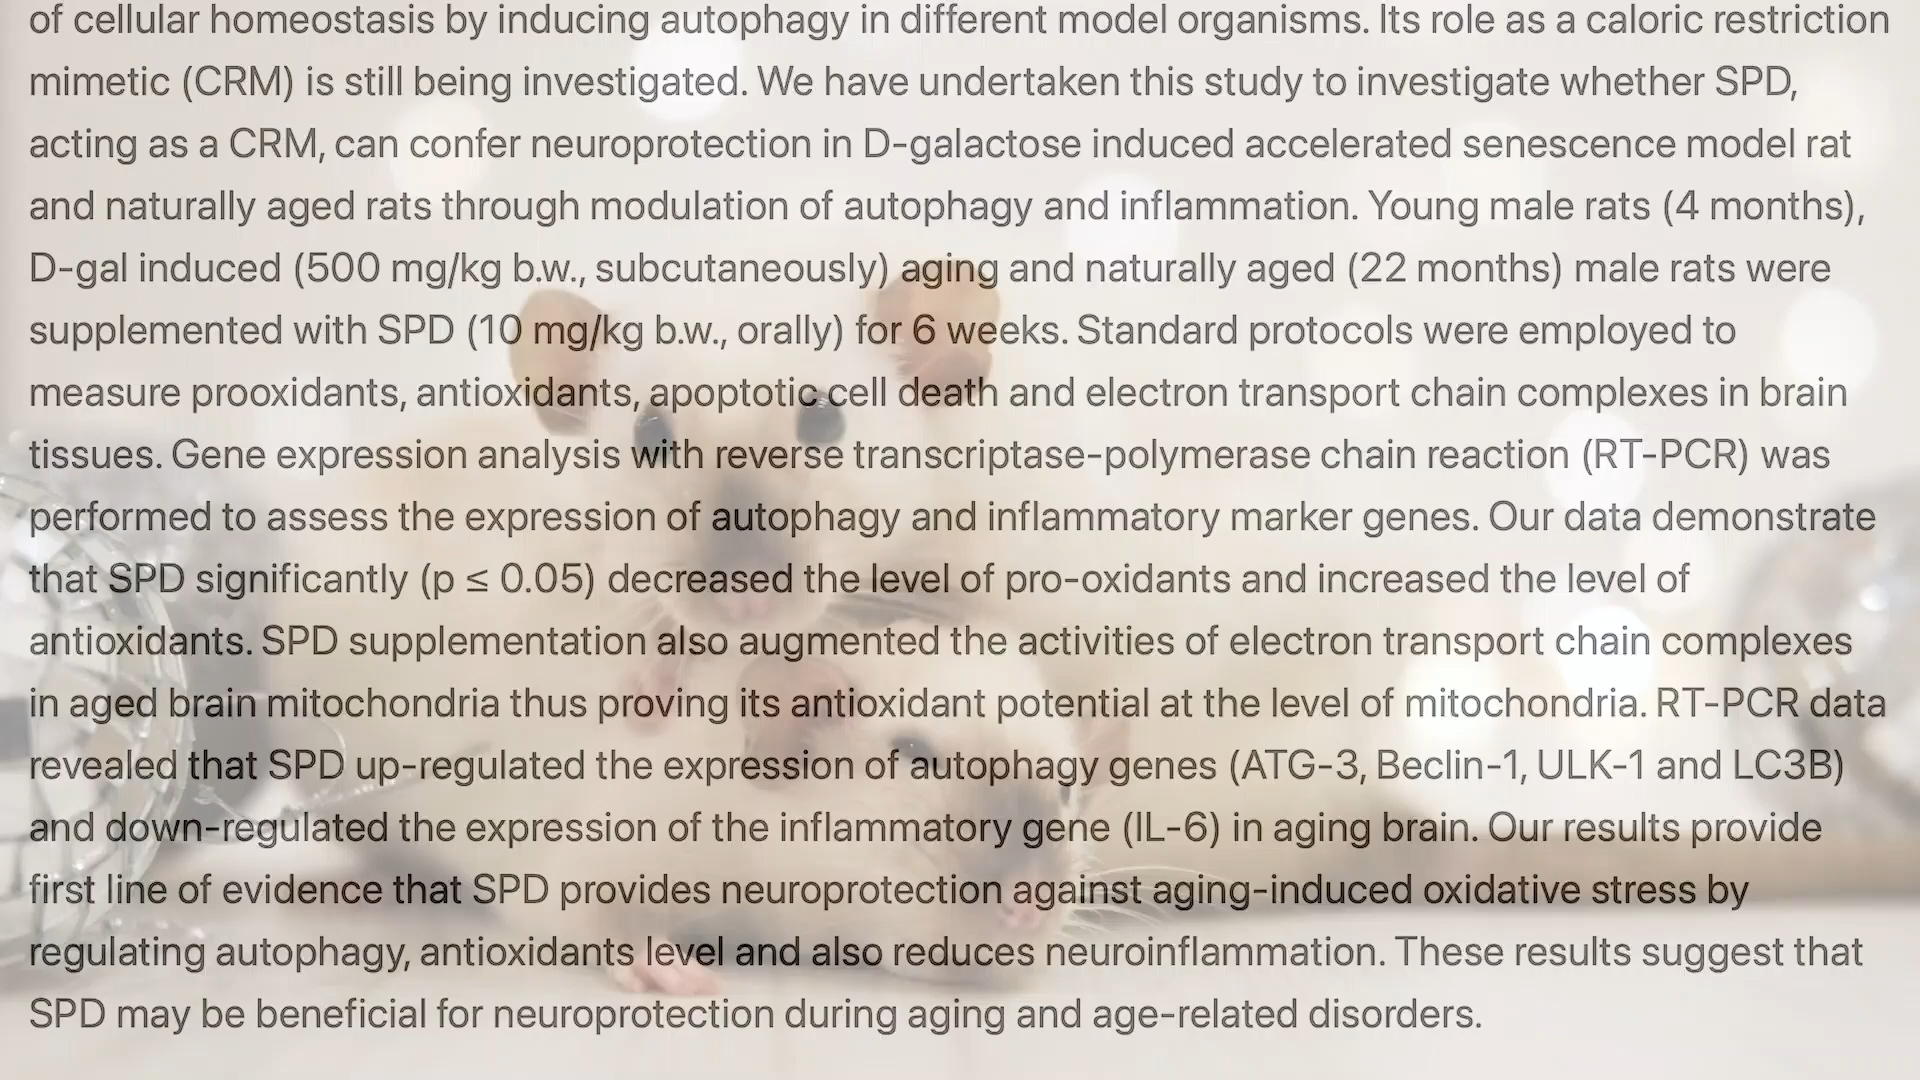 of cellular homeostasis by inducing autophagy in different model organisms. Its role as a caloric restriction
mimetic (CRM) is still being investigated. We have undertaken this study to investigate whether SPD,
acting as a CRM, can confer neuroprotection in D-galactose induced accelerated senescence model rat
and naturally aged rats through modulation of autophagy and inflammation. Young male rats (4 months),
D-gal induced (500 mg/kg b.w., subcutaneously) aging and naturally aged (22 months) male rats were
supplemented with SPD (10 mg/kg b.w., orally) for 6 weeks. Standard protocols were employed to
measure prooxidants, antioxidants, apoptotic cell death and electron transport chain complexes in brain
tissues. Gene expression analysis with reverse transcriptase-polymerase chain reaction (RT-PCR) was
performed to assess the expression of autophagy and inflammatory marker genes. Our data demonstrate
that SPD significantly (p ≤ 0.05) decreased the level of pro-oxidants and increased the level of
antioxidants. SPD supplementation also augmented the activities of electron transport chain complexes
in aged brain mitochondria thus proving its antioxidant potential at the level of mitochondria. RT-PCR data
revealed that SPD up-regulated the expression of autophagy genes (ATG-3, Beclin-1, ULK-1 and LC3B)
and down-regulated the expression of the inflammatory gene (IL-6) in aging brain. Our results provide
first line of evidence that SPD provides neuroprotection against aging-induced oxidative stress by
regulating autophagy, antioxidants level and also reduces neuroinflammation. These results suggest that
SPD may be beneficial for neuroprotection during aging and age-related disorders.